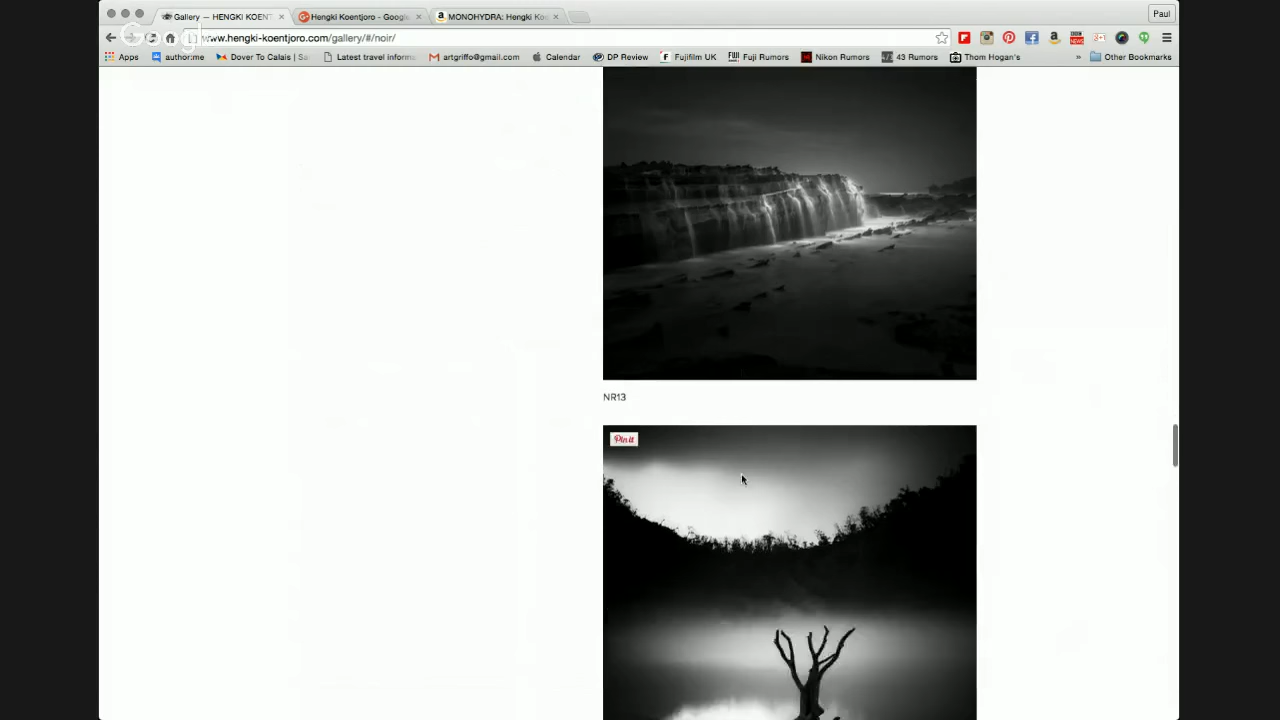 Gallery — HENGKI KOENT
Hengki Koentjoro - Google
MONOHYDRA: Hengki Ko
Paul
www.hengki-koentjoro.com/gallery/#/noir/
Apps
author:me
Dover To Calais | Sa
Latest travel inform
artgriffo@gmail.com
Calendar
DP Review
Fujifilm UK
Fuji Rumors
Nikon Rumors
43 Rumors
Thom Hogan's
»
Other Bookmarks
NR13
Pin it